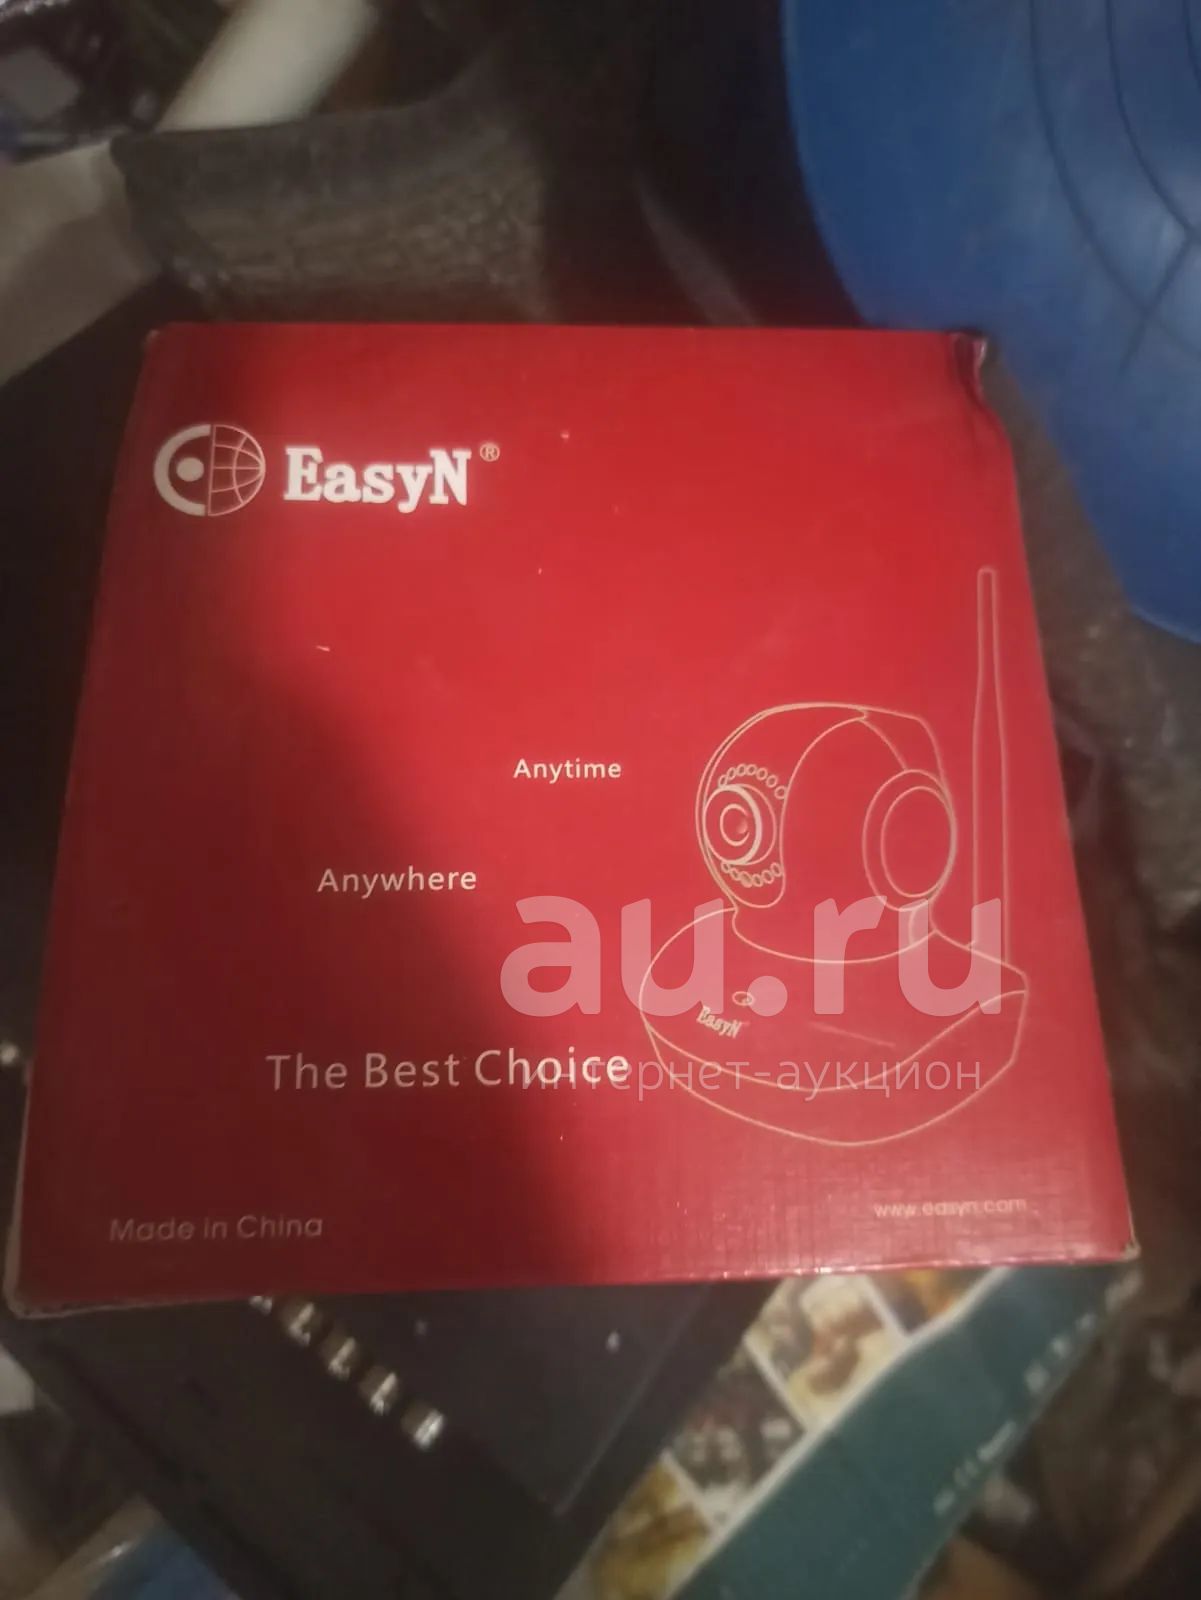 EasyN®
Anytime
Anywhere
au.ru
EasyN
The Best Choice
интернет-аукцион
www.easyn.com
Made in China